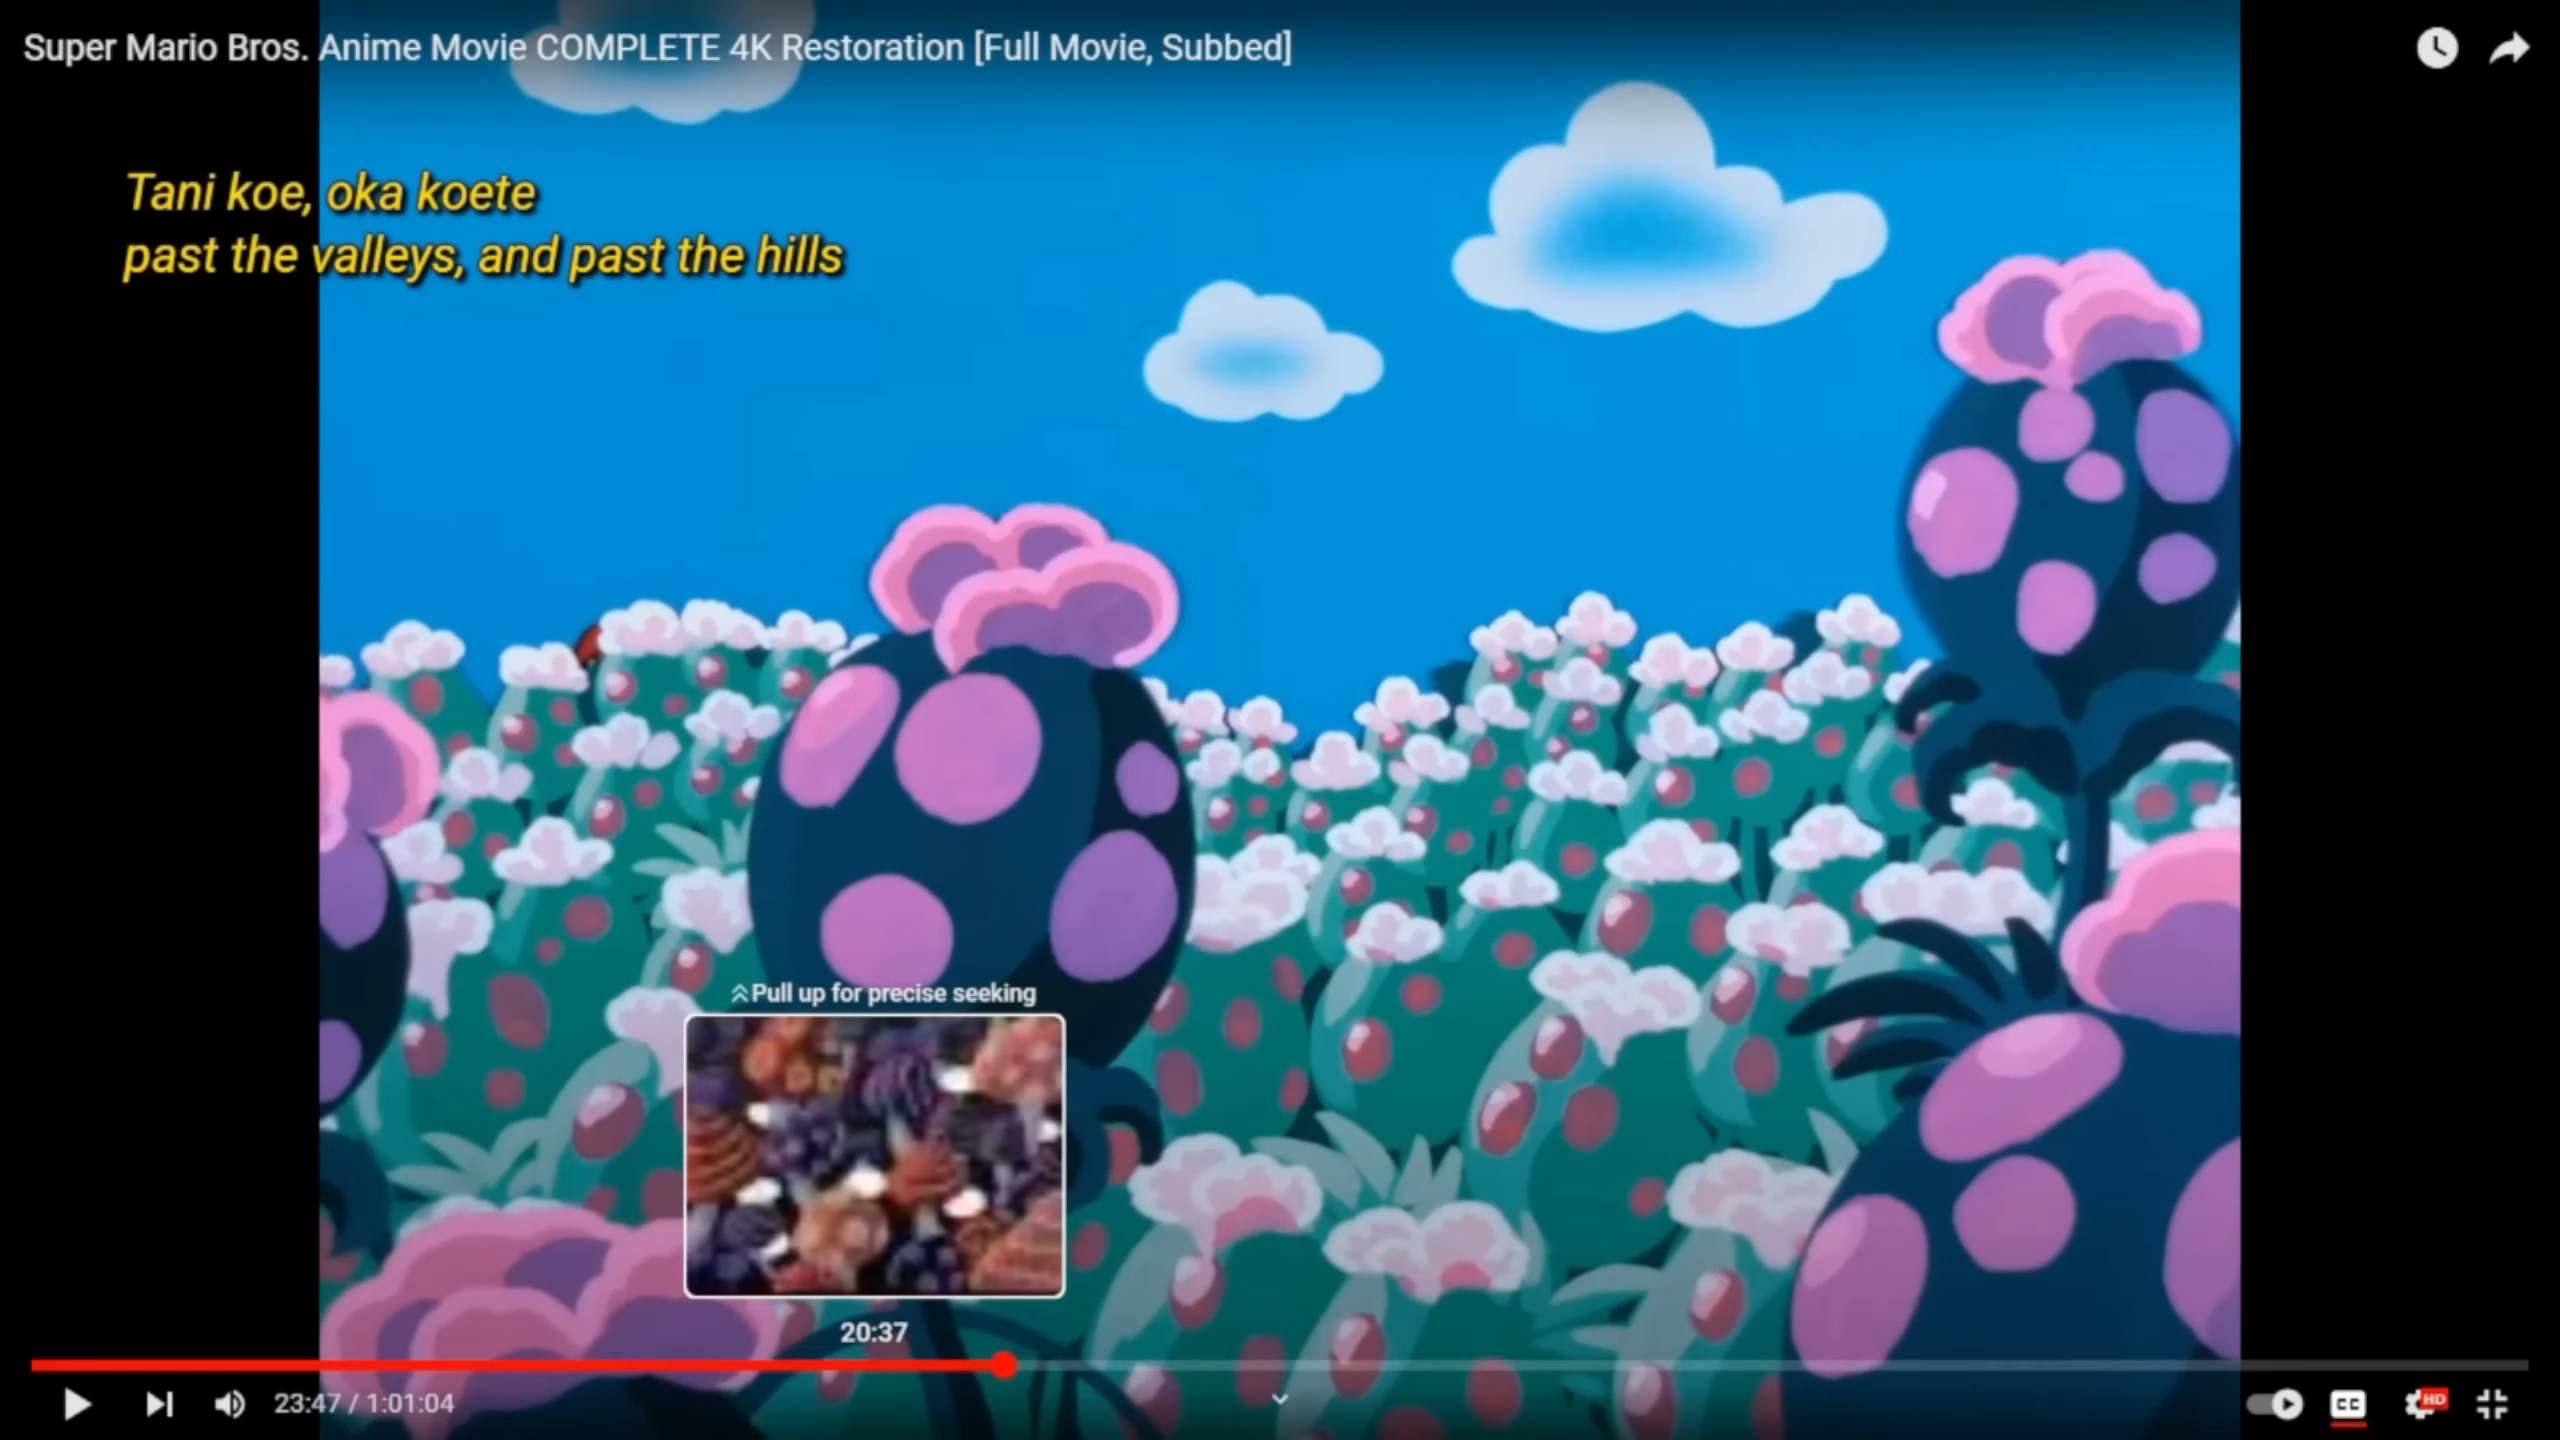 Super Mario Bros. Anime Movie COMPLETE 4K Restoration [Full Movie, Subbed]
Tani koe, oka koete
past the valleys, and past the hills
Pull up for precise seeking
20:37
23:47 / 1:01:04
CC
HD